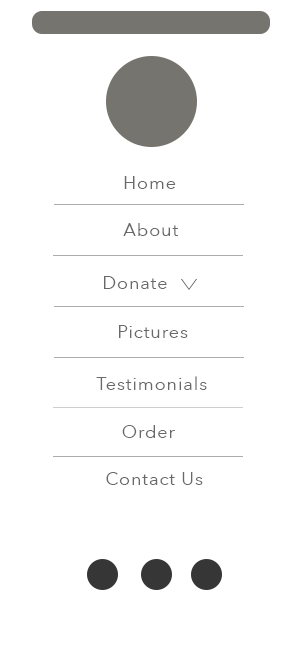 Home
About
Donate
Pictures
Testimonials
Order
Contact Us